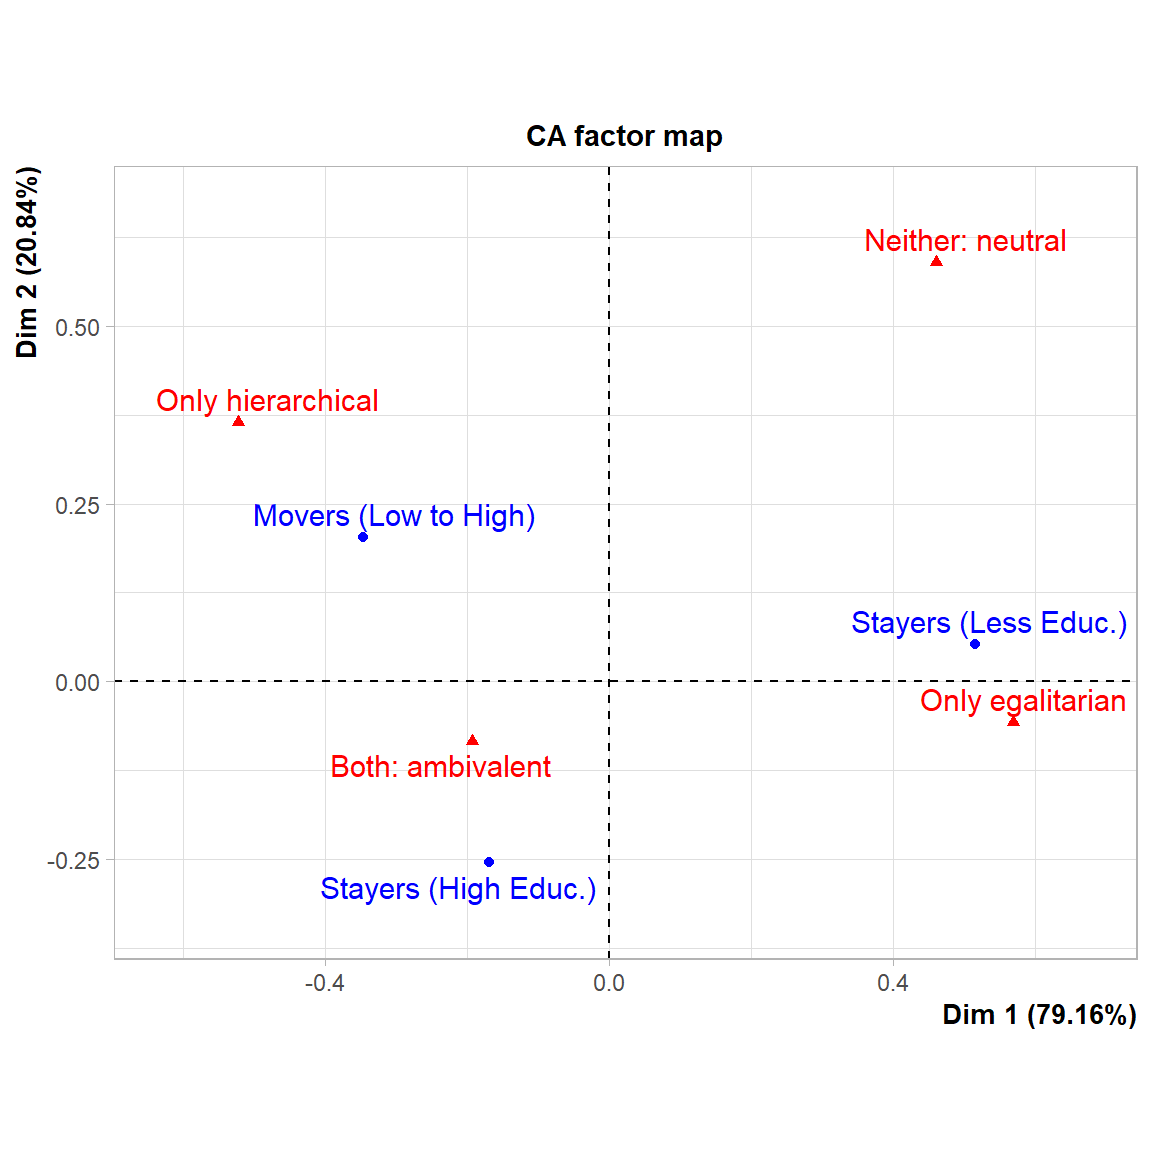 CA factor map
Dim 2 (20.84%)
Neither: neutral
0.50
Only hierarchical
0.25
Movers (Low to High)
Stayers (Less Educ.)
0.00
Only egalitarian
Both: ambivalent
-0.25
Stayers (High Educ.)
-0.4
0.0
0.4
Dim 1 (79.16%)